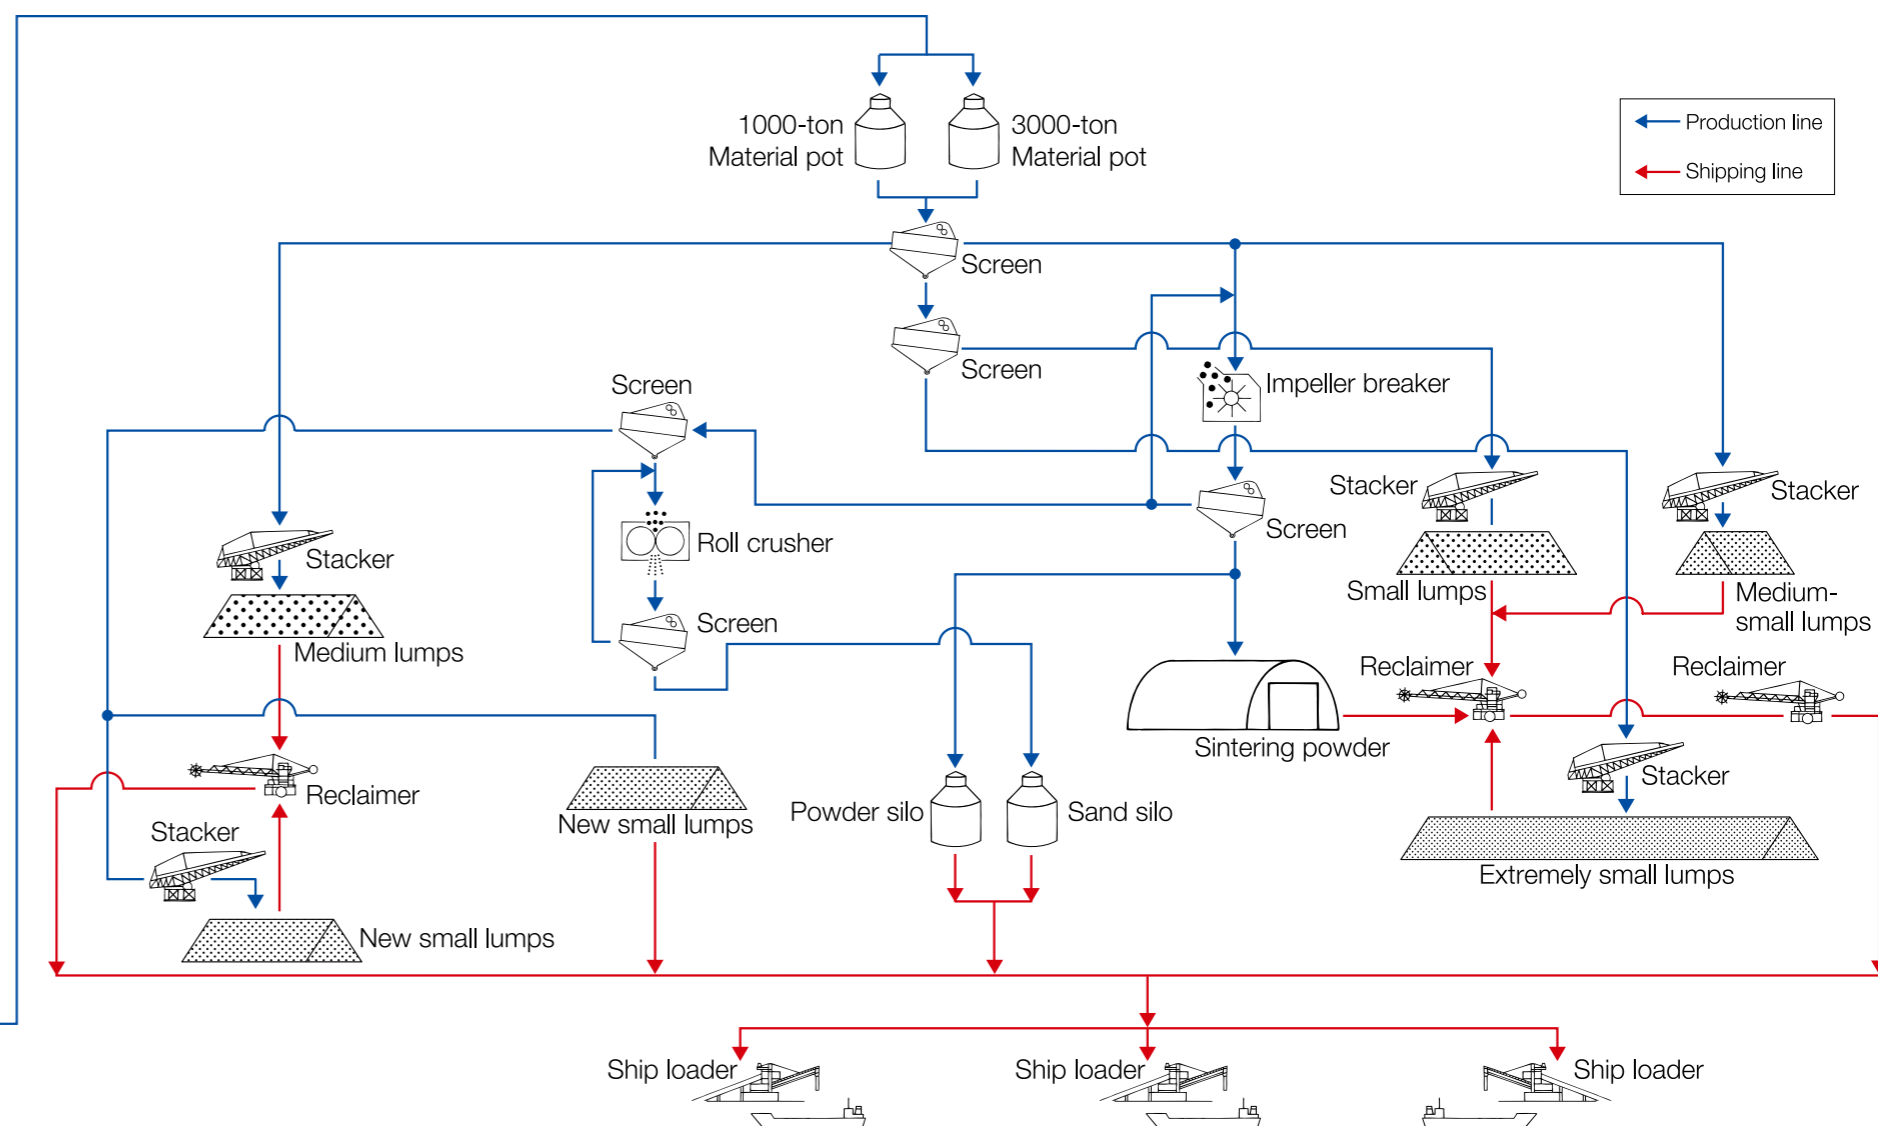 1000-ton
Material pot
3000-ton
Material pot
Production line
Shipping line
Screen
Screen
Screen
Impeller breaker
Stacker
Stacker
Screen
Roll crusher
Stacker
Small lumps
Medium-
small lumps
Screen
Medium lumps
Reclaimer
Reclaimer
Sintering powder
Stacker
Reclaimer
Powder silo
Sand silo
New small lumps
Stacker
Extremely small lumps
New small lumps
Ship loader
Ship loader
Ship loader